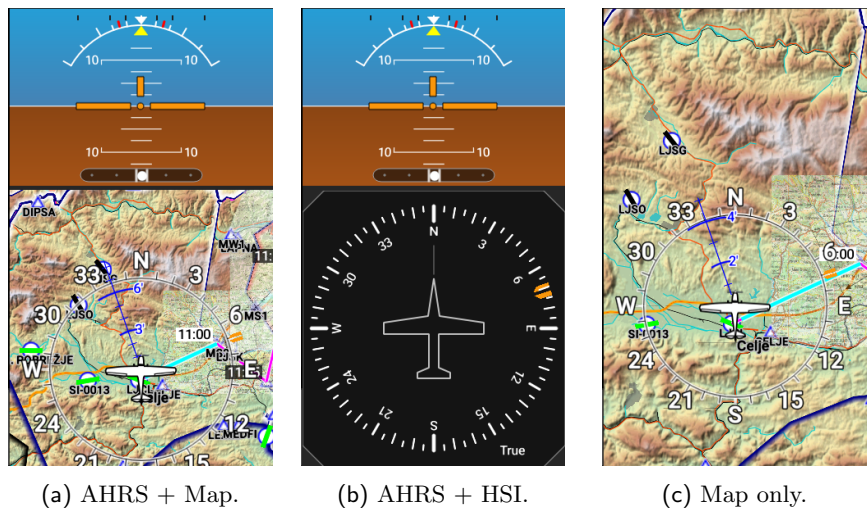 10 10
10 10
DIPSA
N
MW1
33
3
6'
30
LJSO
6
MS1
3'
11:00
W
E
SI-0013
24
12
21
15
10 10
10 10
N
33
3
30
6
W
E
24
12
21
15
S
True
LJSG
LJSO
N
33
4'
3
30
2'
6
:00
W
E
SI-0013
Celje
24
12
21
15
S
(a) AHRS + Map.
(b) AHRS + HSI.
(c) Map only.